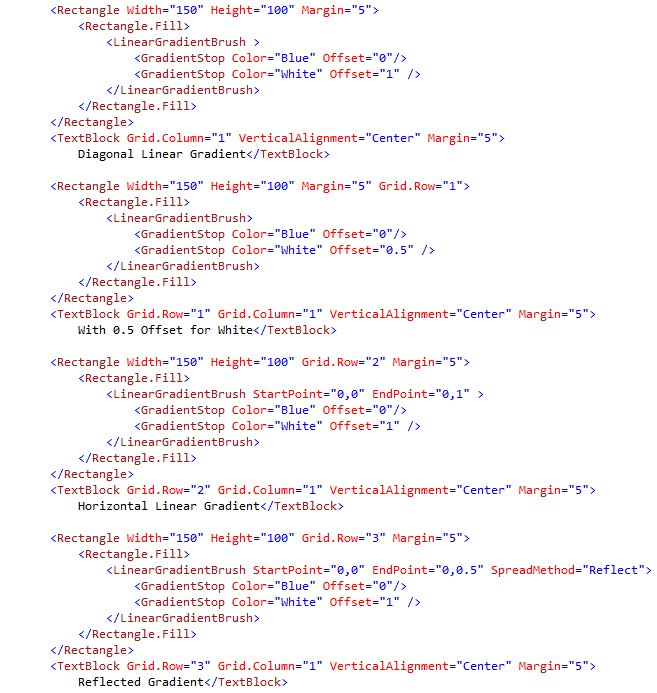 <Rectangle Width="150" Height="100" Margin="5">
<Rectangle.Fill>
<LinearGradientBrush >
<GradientStop Color="Blue" Offset="0"/>
<GradientStop Color="White" Offset="1" />
</LinearGradientBrush>
</Rectangle.Fill>
</Rectangle>
<TextBlock Grid.Column="1" VerticalAlignment="Center" Margin="5">
Diagonal Linear Gradient</TextBlock>
<Rectangle Width="150" Height="100" Margin="5" Grid.Row="1">
<Rectangle.Fill>
<LinearGradientBrush>
<GradientStop Color="Blue" Offset="0"/>
<GradientStop Color="White" Offset="0.5" />
</LinearGradientBrush>
</Rectangle.Fill>
</Rectangle>
<TextBlock Grid.Row="1" Grid.Column="1" VerticalAlignment="Center" Margin="5">
With 0.5 Offset for White</TextBlock>
<Rectangle Width="150" Height="100" Grid.Row="2" Margin="5">
<Rectangle.Fill>
<LinearGradientBrush StartPoint="0,0" EndPoint="0,1" >
<GradientStop Color="Blue" Offset="0"/>
<GradientStop Color="White" Offset="1" />
</LinearGradientBrush>
</Rectangle.Fill>
</Rectangle>
<TextBlock Grid.Row="2" Grid.Column="1" VerticalAlignment="Center" Margin="5">
Horizontal Linear Gradient</TextBlock>
<Rectangle Width="150" Height="100" Grid.Row="3" Margin="5">
<Rectangle.Fill>
<LinearGradientBrush StartPoint="0,0" EndPoint="0,0.5" SpreadMethod="Reflect">
<GradientStop Color="Blue" Offset="0"/>
<GradientStop Color="White" Offset="1" />
</LinearGradientBrush>
</Rectangle.Fill>
</Rectangle>
<TextBlock Grid.Row="3" Grid.Column="1" VerticalAlignment="Center" Margin="5">
Reflected Gradient</TextBlock>